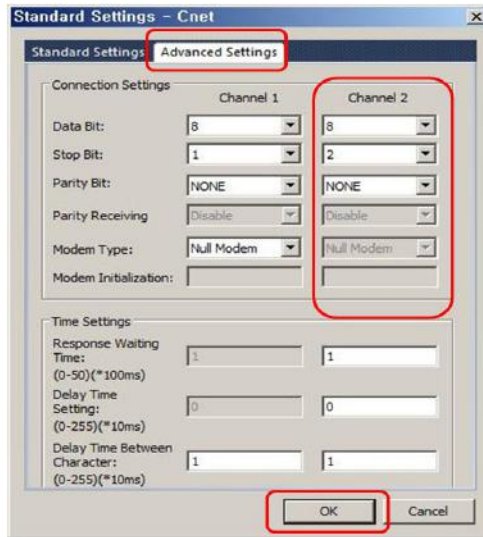 Standard Settings – Cnet
Standard Settings Advanced Settings
Connection Settings
Channel 1 Channel 2
Data Bit: 8 8
Stop Bit: 1 2
Parity Bit: NONE NONE
Parity Receiving Disable Disable
Modem Type: Null Modem Null Modem
Modem Initialization:
Time Settings
Response Waiting
Time: 1 1
(0-50)(*100ms)
Delay Time
Setting: 0 0
(0-255)(*10ms)
Delay Time Between
Character: 1 1
(0-255)(*10ms)
OK Cancel